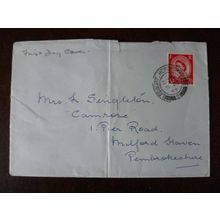 First Day Cover.
Mrs L Singleton,
Camrose
1. Pier Road,
Milford Haven
Pembrokeshire